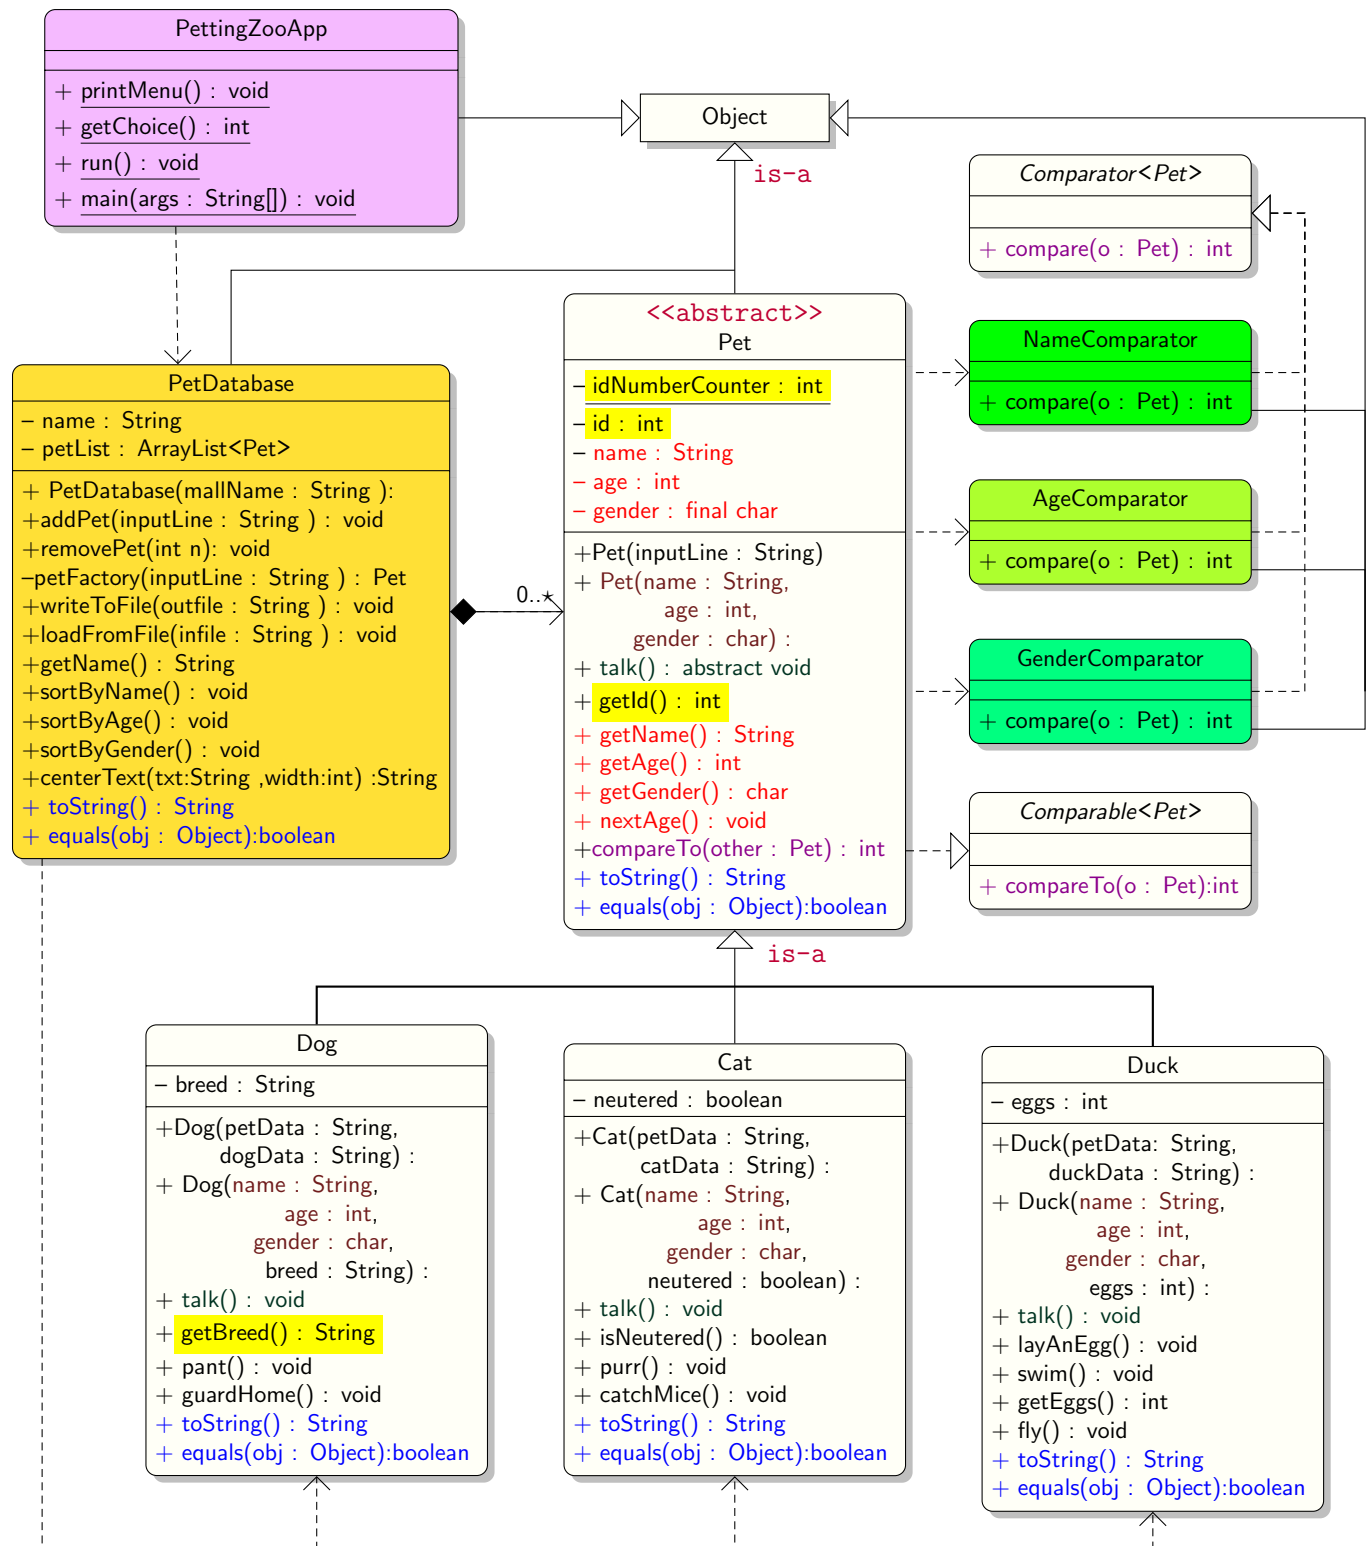 PettingZooApp
+ printMenu() : void
+ getChoice() : int
+ run() : void
+ main(args : String[]) : void
Object
is-a
Comparator<Pet>
+ compare(o : Pet) : int
<<abstract>>
Pet
– idNumberCounter : int
– id : int
– name : String
– age : int
– gender : final char
+Pet(inputLine : String)
+ Pet(name : String,
age : int,
gender : char) :
+ talk() : abstract void
+ getId() : int
+ getName() : String
+ getAge() : int
+ getGender() : char
+ nextAge() : void
+compareTo(other : Pet) : int
+ toString() : String
+ equals(obj : Object):boolean
NameComparator
+ compare(o : Pet) : int
AgeComparator
+ compare(o : Pet) : int
GenderComparator
+ compare(o : Pet) : int
Comparable<Pet>
+ compareTo(o : Pet):int
PetDatabase
– name : String
– petList : ArrayList<Pet>
+ PetDatabase(mallName : String ):
+addPet(inputLine : String ) : void
+removePet(int n): void
–petFactory(inputLine : String ) : Pet
+writeToFile(outfile : String ) : void
+loadFromFile(infile : String ) : void
+getName() : String
+sortByName() : void
+sortByAge() : void
+sortByGender() : void
+centerText(txt:String ,width:int) :String
+ toString() : String
+ equals(obj : Object):boolean
0..⋆
is-a
Dog
– breed : String
+Dog(petData : String,
dogData : String) :
+ Dog(name : String,
age : int,
gender : char,
breed : String) :
+ talk() : void
+ getBreed() : String
+ pant() : void
+ guardHome() : void
+ toString() : String
+ equals(obj : Object):boolean
Cat
– neutered : boolean
+Cat(petData : String,
catData : String) :
+ Cat(name : String,
age : int,
gender : char,
neutered : boolean) :
+ talk() : void
+ isNeutered() : boolean
+ purr() : void
+ catchMice() : void
+ toString() : String
+ equals(obj : Object):boolean
Duck
– eggs : int
+Duck(petData: String,
duckData : String) :
+ Duck(name : String,
age : int,
gender : char,
eggs : int) :
+ talk() : void
+ layAnEgg() : void
+ swim() : void
+ getEggs() : int
+ fly() : void
+ toString() : String
+ equals(obj : Object):boolean